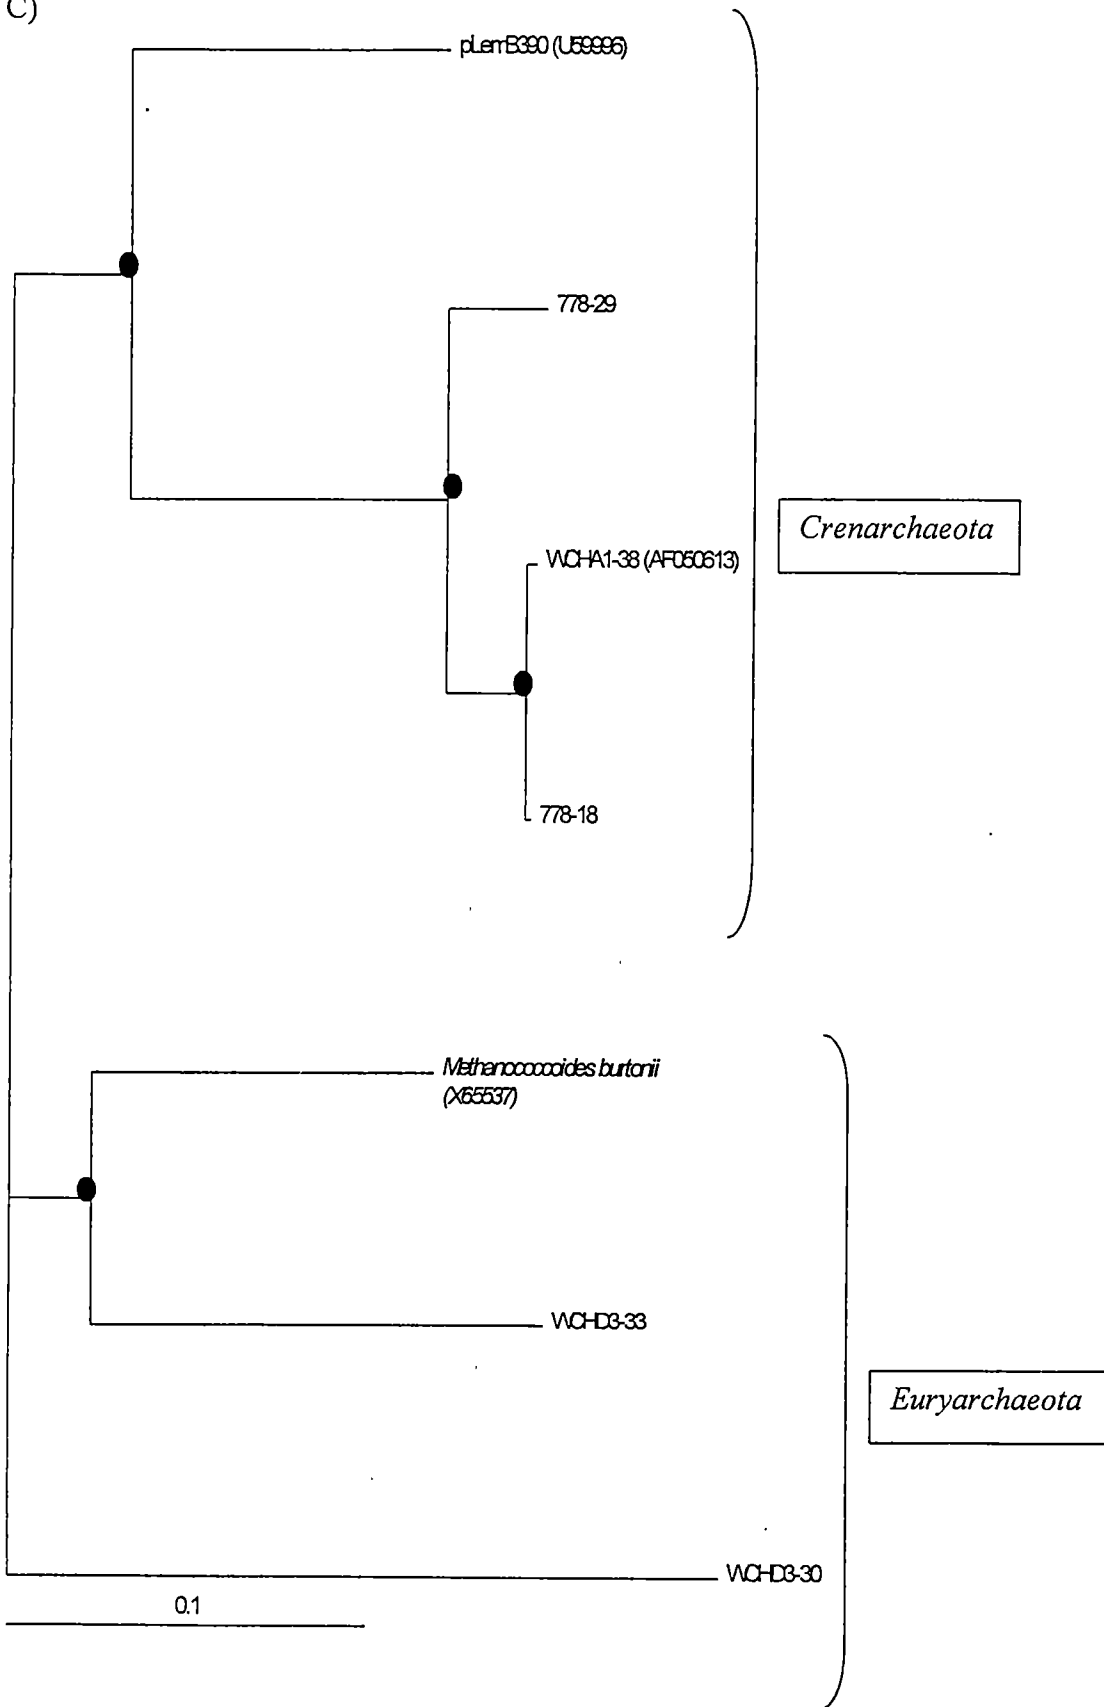 C)
pLemB390 (U59996)
778-29
WCHA1-38 (AF050613)
Crenarchaeota
778-18
Methanococcoides burtonii
(X65537)
WCHD3-33
Euryarchaeota
WCHD3-30
0.1